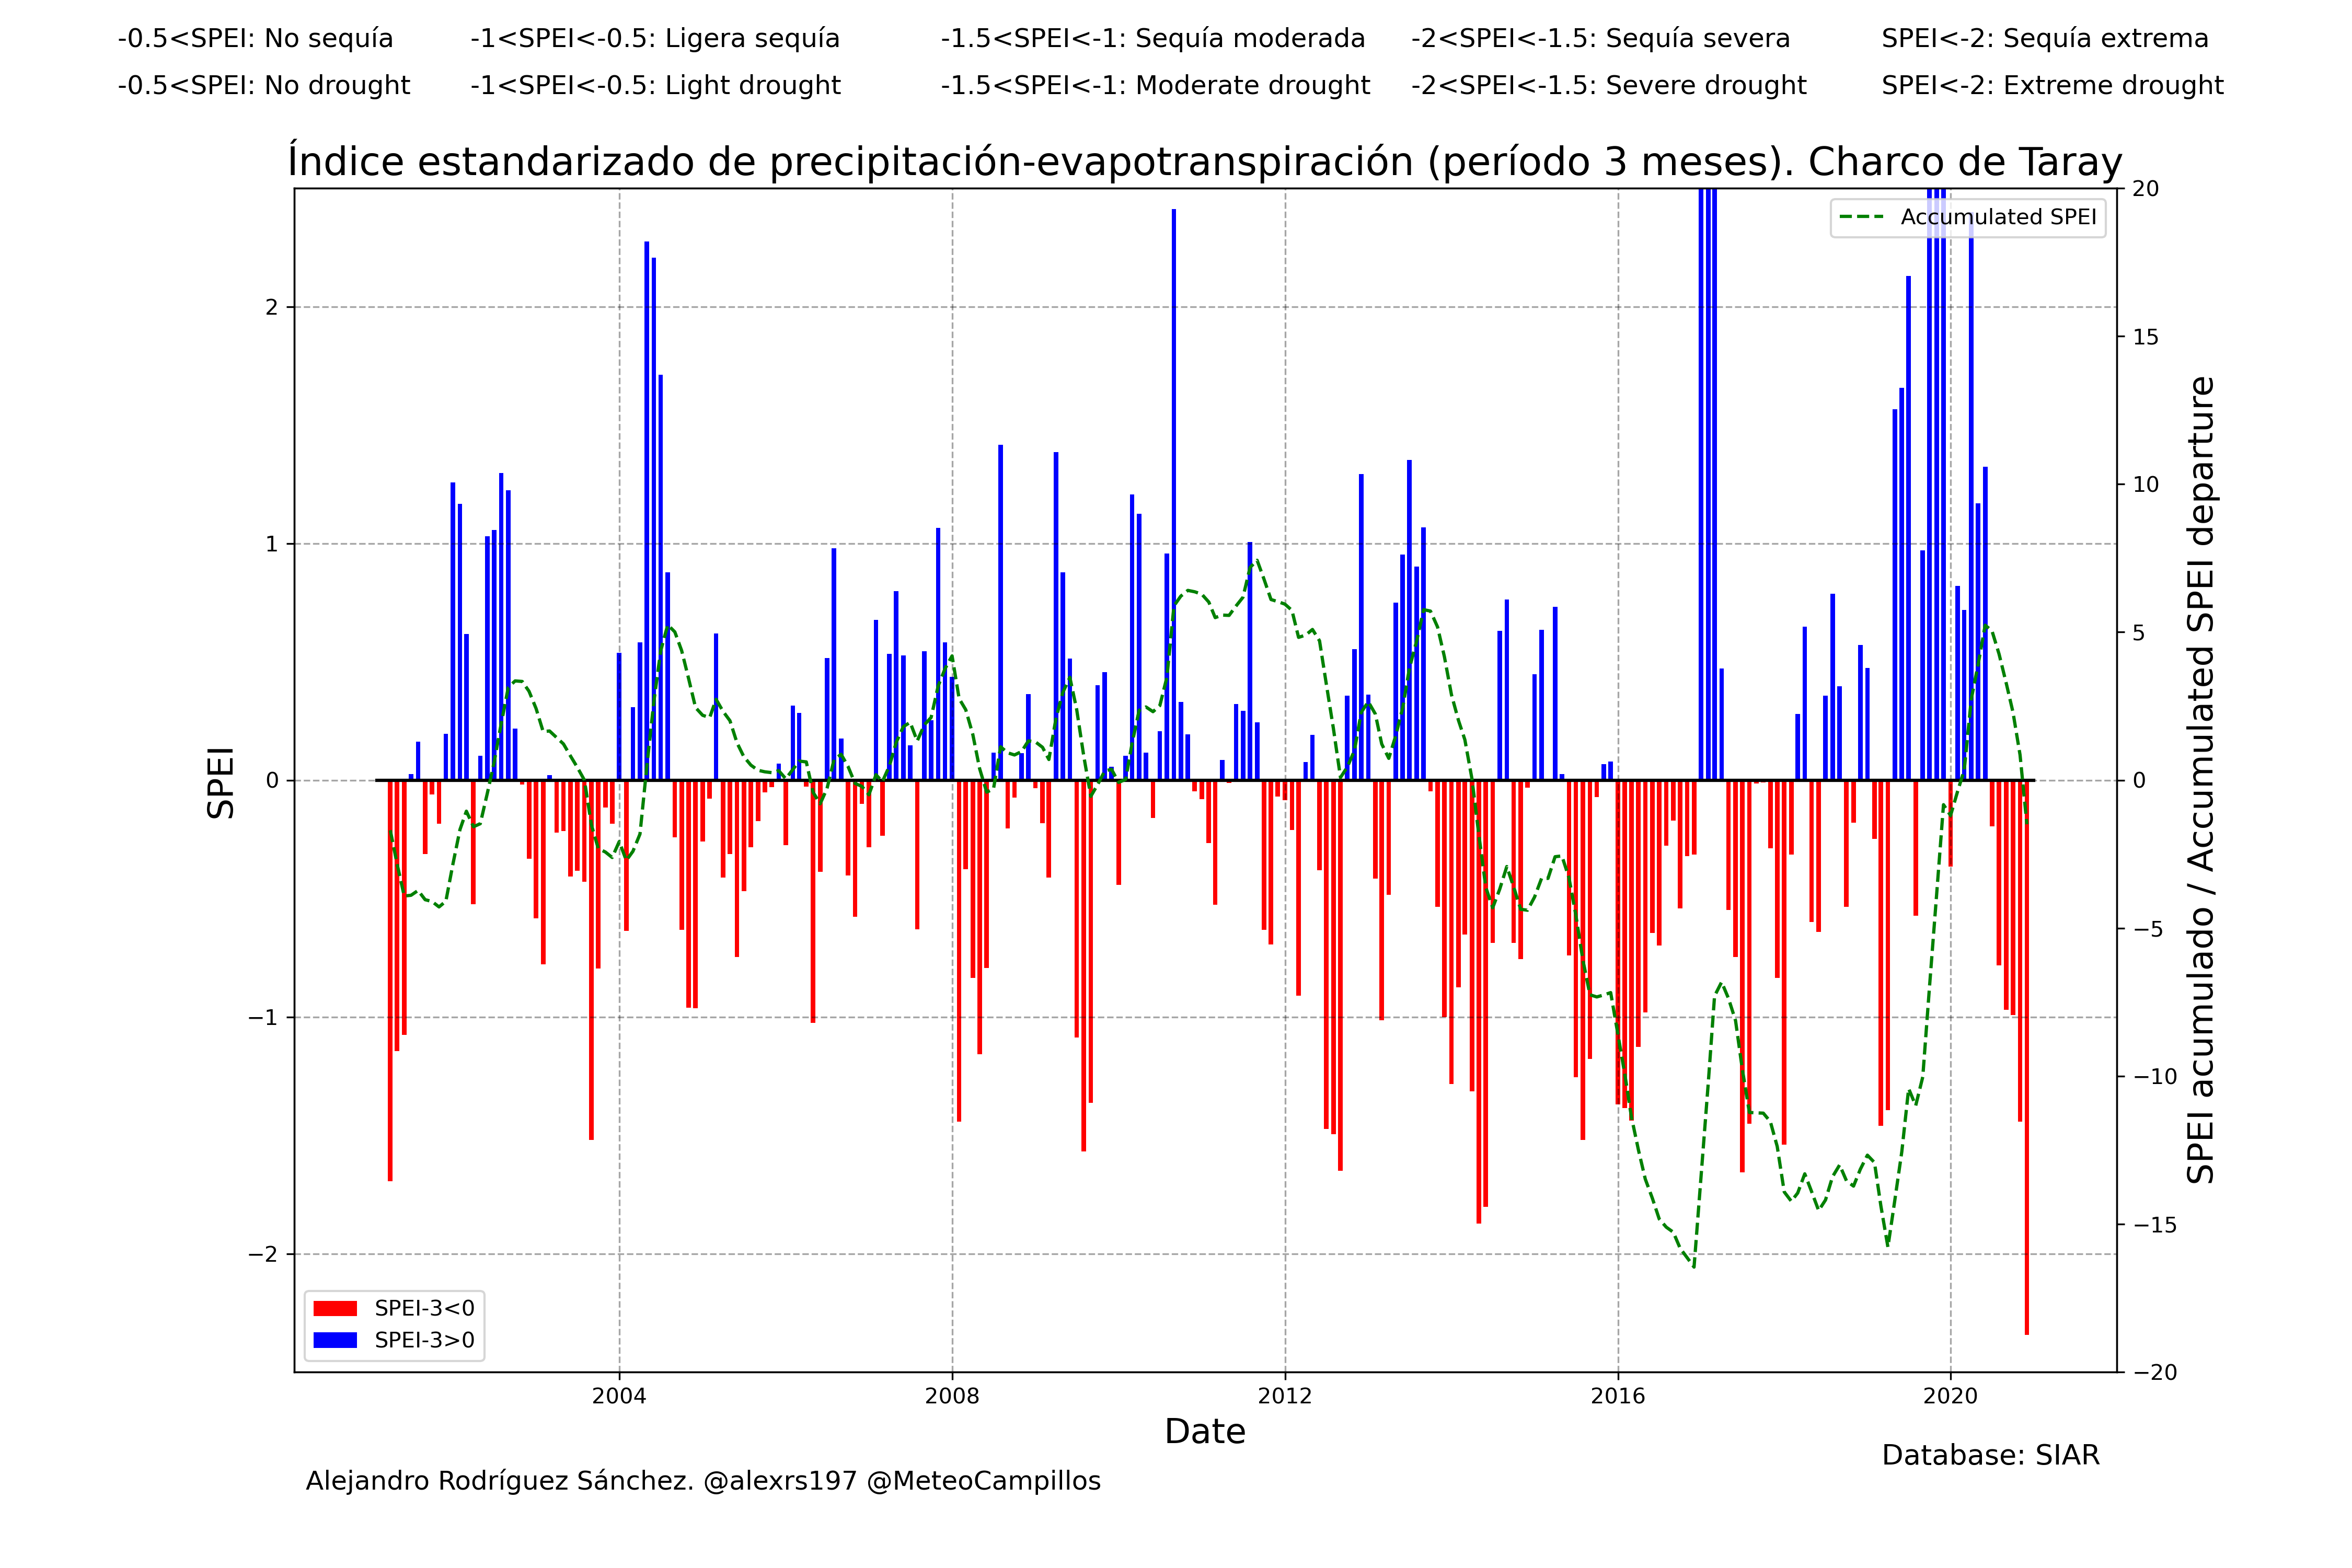 -0.5<SPEI: No sequía -1<SPEI<-0.5: Ligera sequía -1.5<SPEI<-1: Sequía moderada -2<SPEI<-1.5: Sequía severa SPEI<-2: Sequía extrema
-0.5<SPEI: No drought -1<SPEI<-0.5: Light drought -1.5<SPEI<-1: Moderate drought -2<SPEI<-1.5: Severe drought SPEI<-2: Extreme drought
Índice estandarizado de precipitación-evapotranspiración (período 3 meses). Charco de Taray
Accumulated SPEI
SPEI
2
1
0
−1
−2
20
15
10
5
0
−5
−10
−15
−20
SPEI acumulado / Accumulated SPEI departure
SPEI-3<0
SPEI-3>0
2004 2008 2012 2016 2020
Date
Database: SIAR
Alejandro Rodríguez Sánchez. @alexrs197 @MeteoCampillos